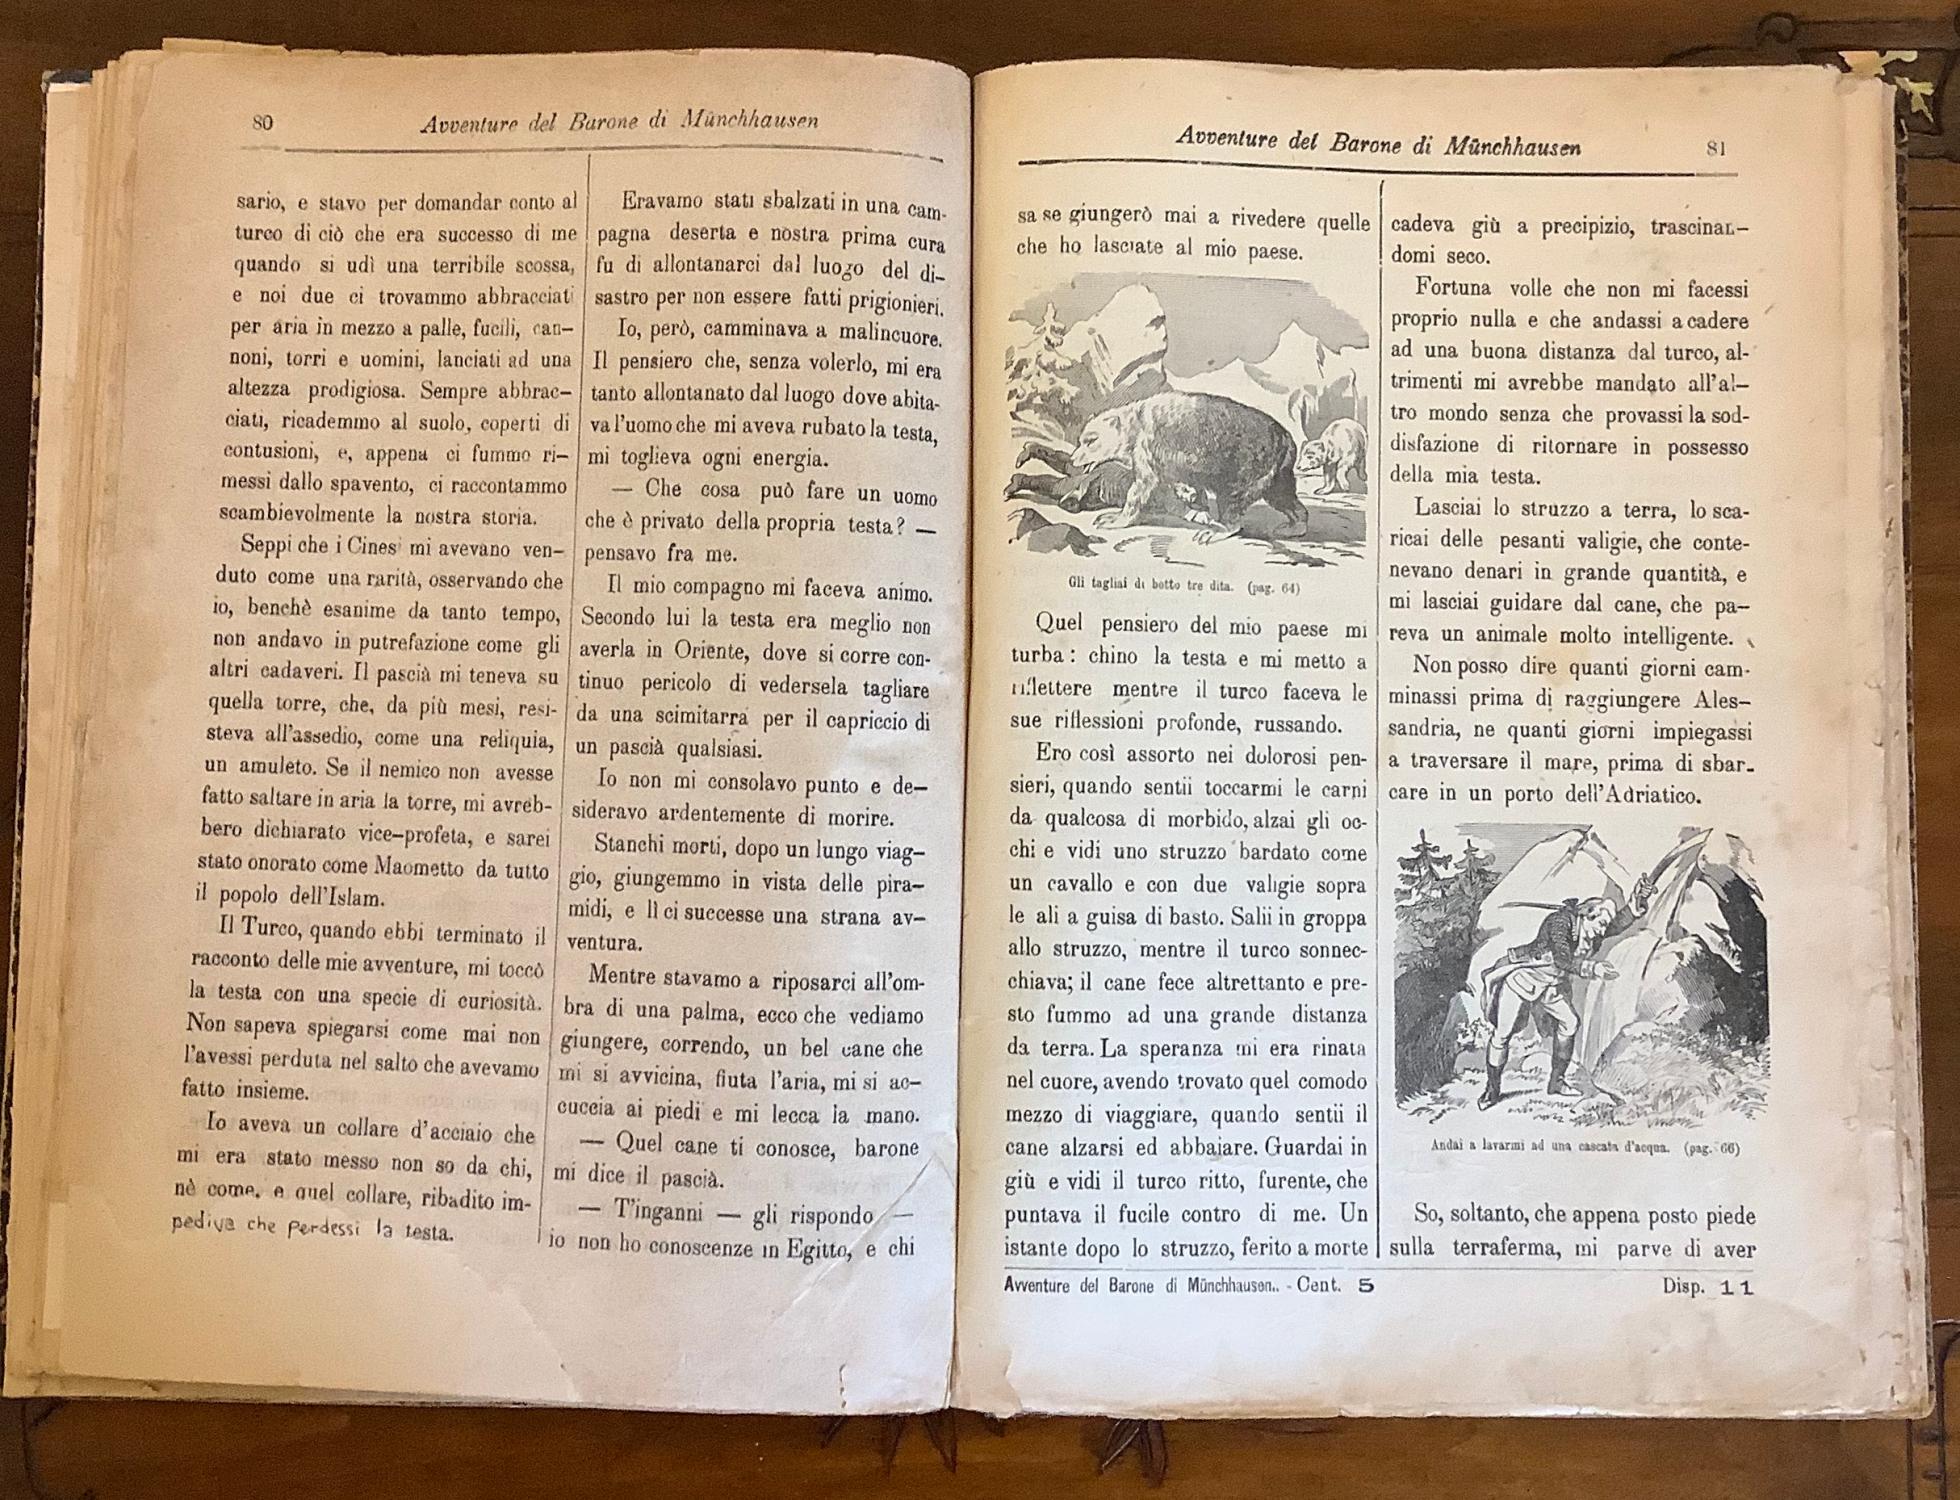 80
Avventure del Barone di Münchhausen
sario, e stavo per domandar conto al
turco di ciò che era successo di me
quando si udì una terribile scossa,
e noi due ci trovammo abbracciati
per aria in mezzo a palle, fucili, can–
noni, torri e uomini, lanciati ad una
altezza prodigiosa. Sempre abbrac–
ciati, ricademmo al suolo, coperti di
contusioni, e, appena ci fummo ri–
messi dallo spavento, ci raccontammo
scambievolmente la nostra storia.
Seppi che i Cinesi mi avevano ven–
duto come una rarità, osservando che
io, benchè esanime da tanto tempo,
non andavo in putrefazione come gli
altri cadaveri. Il pascià mi teneva su
quella torre, che, da più mesi, resi-
steva all'assedio, come una reliquia,
un amuleto. Se il nemico non avesse
fatto saltare in aria la torre, mi avreb-
bero dichiarato vice–profeta, e sarei
stato onorato come Maometto da tutto
il popolo dell'Islam.
Il Turco, quando ebbi terminato il
racconto delle mie avventure, mi toccò
la testa con una specie di curiosità.
Non sapeva spiegarsi come mai non
l'avessi perduta nel salto che avevamo
fatto insieme.
Io aveva un collare d'acciaio che
mi era stato messo non so da chi,
nè come, e quel collare, ribadito im-
pediva che perdessi la testa.
Eravamo stati sbalzati in una cam-
pagna deserta e nostra prima cura
fu di allontanarci dal luogo del di–
sastro per non essere fatti prigionieri.
Io, però, camminava a malincuore.
Il pensiero che, senza volerlo, mi era
tanto allontanato dal luogo dove abita-
va l'uomo che mi aveva rubato la testa,
mi toglieva ogni energia.
— Che cosa può fare un uomo
che è privato della propria testa? —
pensavo fra me.
Il mio compagno mi faceva animo.
Secondo lui la testa era meglio non
averla in Oriente, dove si corre con-
tinuo pericolo di vedersela tagliare
da una scimitarra per il capriccio di
un pascià qualsiasi.
Io non mi consolavo punto e de–
sideravo ardentemente di morire.
Stanchi morti, dopo un lungo viag–
gio, giungemmo in vista delle pira–
midi, e lì ci successe una strana av–
ventura.
Mentre stavamo a riposarci all'om-
bra di una palma, ecco che vediamo
giungere, correndo, un bel cane che
mi si avvicina, fiuta l'aria, mi si ac–
cuccia ai piedi e mi lecca la mano.
— Quel cane ti conosce, barone
mi dice il pascià.
— T'inganni — gli rispondo —
io non ho conoscenze in Egitto, e chi
Avventure del Barone di Münchhausen
81
sa se giungerò mai a rivedere quelle
che ho lasciate al mio paese.
Gli tagliai di botto tre dita. (pag. 64)
Quel pensiero del mio paese mi
turba: chino la testa e mi metto a
riflettere mentre il turco faceva le
sue riflessioni profonde, russando.
Ero così assorto nei dolorosi pen-
sieri, quando sentii toccarmi le carni
da qualcosa di morbido, alzai gli oc-
chi e vidi uno struzzo bardato come
un cavallo e con due valigie sopra
le ali a guisa di basto. Salii in groppa
allo struzzo, mentre il turco sonnec-
chiava; il cane fece altrettanto e pre-
sto fummo ad una grande distanza
da terra. La speranza mi era rinata
nel cuore, avendo trovato quel comodo
mezzo di viaggiare, quando sentii il
cane alzarsi ed abbaiare. Guardai in
giù e vidi il turco ritto, furente, che
puntava il fucile contro di me. Un
istante dopo lo struzzo, ferito a morte
cadeva giù a precipizio, trascinan–
domi seco.
Fortuna volle che non mi facessi
proprio nulla e che andassi a cadere
ad una buona distanza dal turco, al-
trimenti mi avrebbe mandato all'al–
tro mondo senza che provassi la sod-
disfazione di ritornare in possesso
della mia testa.
Lasciai lo struzzo a terra, lo sca-
ricai delle pesanti valigie, che conte-
nevano denari in grande quantità, e
mi lasciai guidare dal cane, che pa–
reva un animale molto intelligente.
Non posso dire quanti giorni cam-
minassi prima di raggiungere Ales–
sandria, ne quanti giorni impiegassi
a traversare il mare, prima di sbar-
care in un porto dell'Adriatico.
Andai a lavarmi ad una cascata d'acqua. (pag. 66)
So, soltanto, che appena posto piede
sulla terraferma, mi parve di aver
Avventure del Barone di Münchhausen.. - Cent. 5
Disp. 11